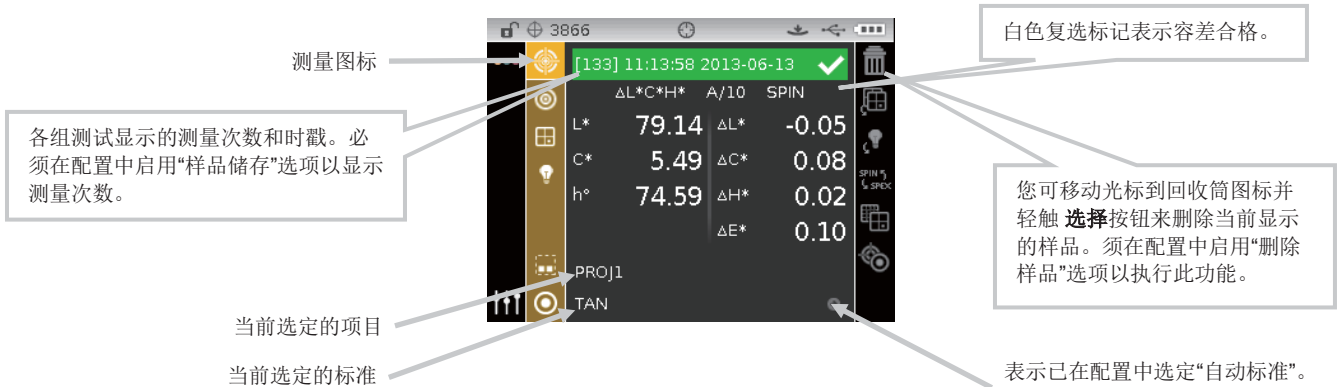 3866
测量图标
白色复选标记表示容差合格。
[133] 11:13:58 2013-06-13
ΔL*C*H* A/10 SPIN
各组测试显示的测量次数和时戳。必
须在配置中启用“样品储存”选项以显示
测量次数。
L* 79.14 ΔL* -0.05
C* 5.49 ΔC* 0.08
h° 74.59 ΔH* 0.02
ΔE* 0.10
SPIN
SPEX
您可移动光标到回收筒图标并
轻触 选择按钮来删除当前显示
的样品。须在配置中启用“删除
样品”选项以执行此功能。
PROJ1
TAN
当前选定的项目
当前选定的标准
表示已在配置中选定“自动标准”。